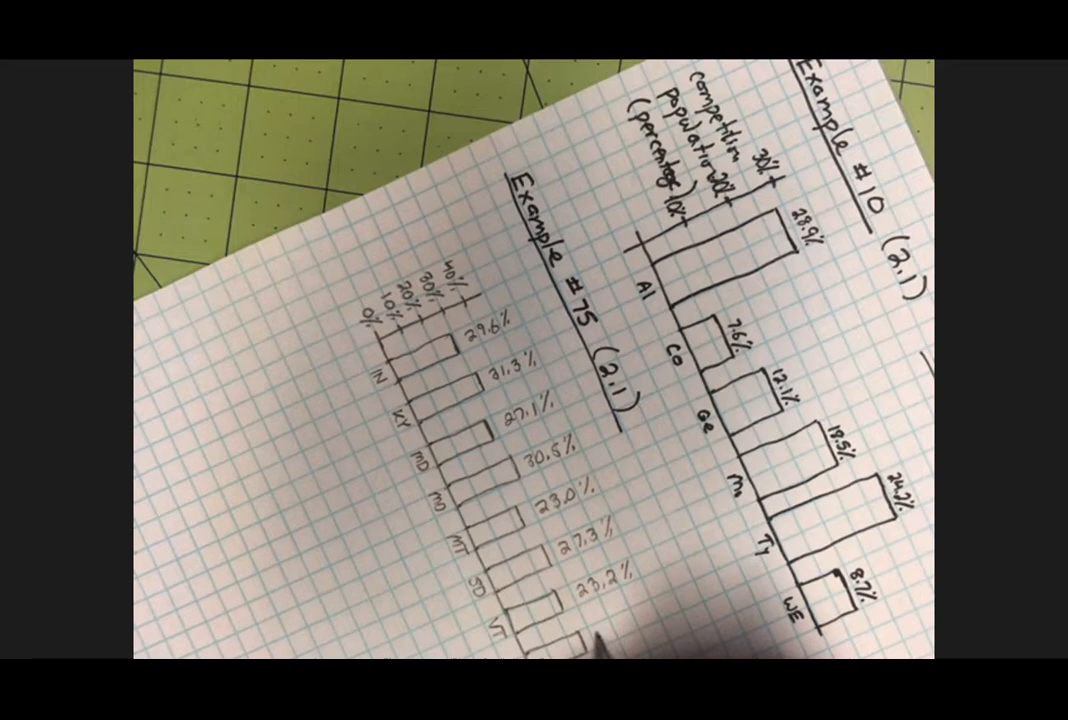 Example #10 (2.1)
Competition
population
(percentage)
30%
20%
10%
28.9%
7.6%
12.1%
18.5%
24.2%
8.7%
Al
Co
Ge
Mn
Ty
WE
Example #75 (2.1)
40%
30%
20%
10%
0%
29.6%
31.3%
27.1%
30.5%
23.0%
27.3%
23.2%
IN
KY
MD
MO
MT
SD
VT